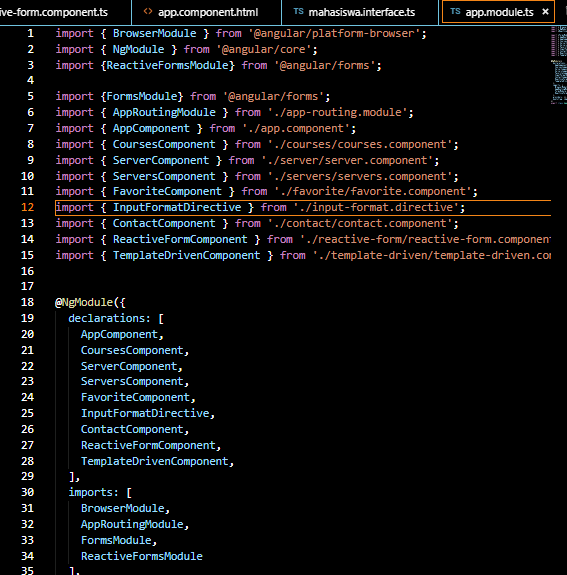 ve-form.component.ts
<> app.component.html
TS mahasiswa.interface.ts
TS app.module.ts ×
1 import { BrowserModule } from '@angular/platform-browser';
2 import { NgModule } from '@angular/core';
3 import {ReactiveFormsModule} from '@angular/forms';
4
5 import {FormsModule} from '@angular/forms';
6 import { AppRoutingModule } from './app-routing.module';
7 import { AppComponent } from './app.component';
8 import { CoursesComponent } from './courses/courses.component';
9 import { ServerComponent } from './server/server.component';
10 import { ServersComponent } from './servers/servers.component';
11 import { FavoriteComponent } from './favorite/favorite.component';
12 import { InputFormatDirective } from './input-format.directive';
13 import { ContactComponent } from './contact/contact.component';
14 import { ReactiveFormComponent } from './reactive-form/reactive-form.component
15 import { TemplateDrivenComponent } from './template-driven/template-driven.co
16
17
18 @NgModule({
19 declarations: [
20 AppComponent,
21 CoursesComponent,
22 ServerComponent,
23 ServersComponent,
24 FavoriteComponent,
25 InputFormatDirective,
26 ContactComponent,
27 ReactiveFormComponent,
28 TemplateDrivenComponent,
29 ],
30 imports: [
31 BrowserModule,
32 AppRoutingModule,
33 FormsModule,
34 ReactiveFormsModule
35 ],